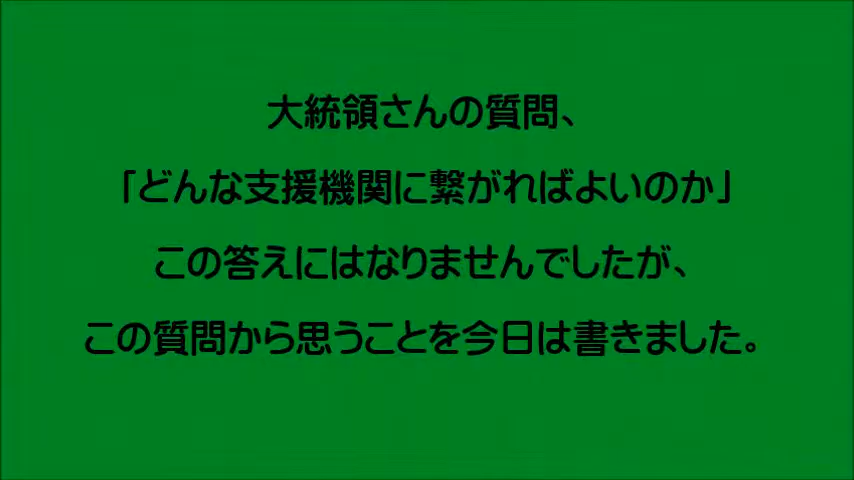 大統領さんの質問、
「どんな支援機関に繋がればよいのか」
この答えにはなりませんでしたが、
この質問から思うことを今日は書きました。